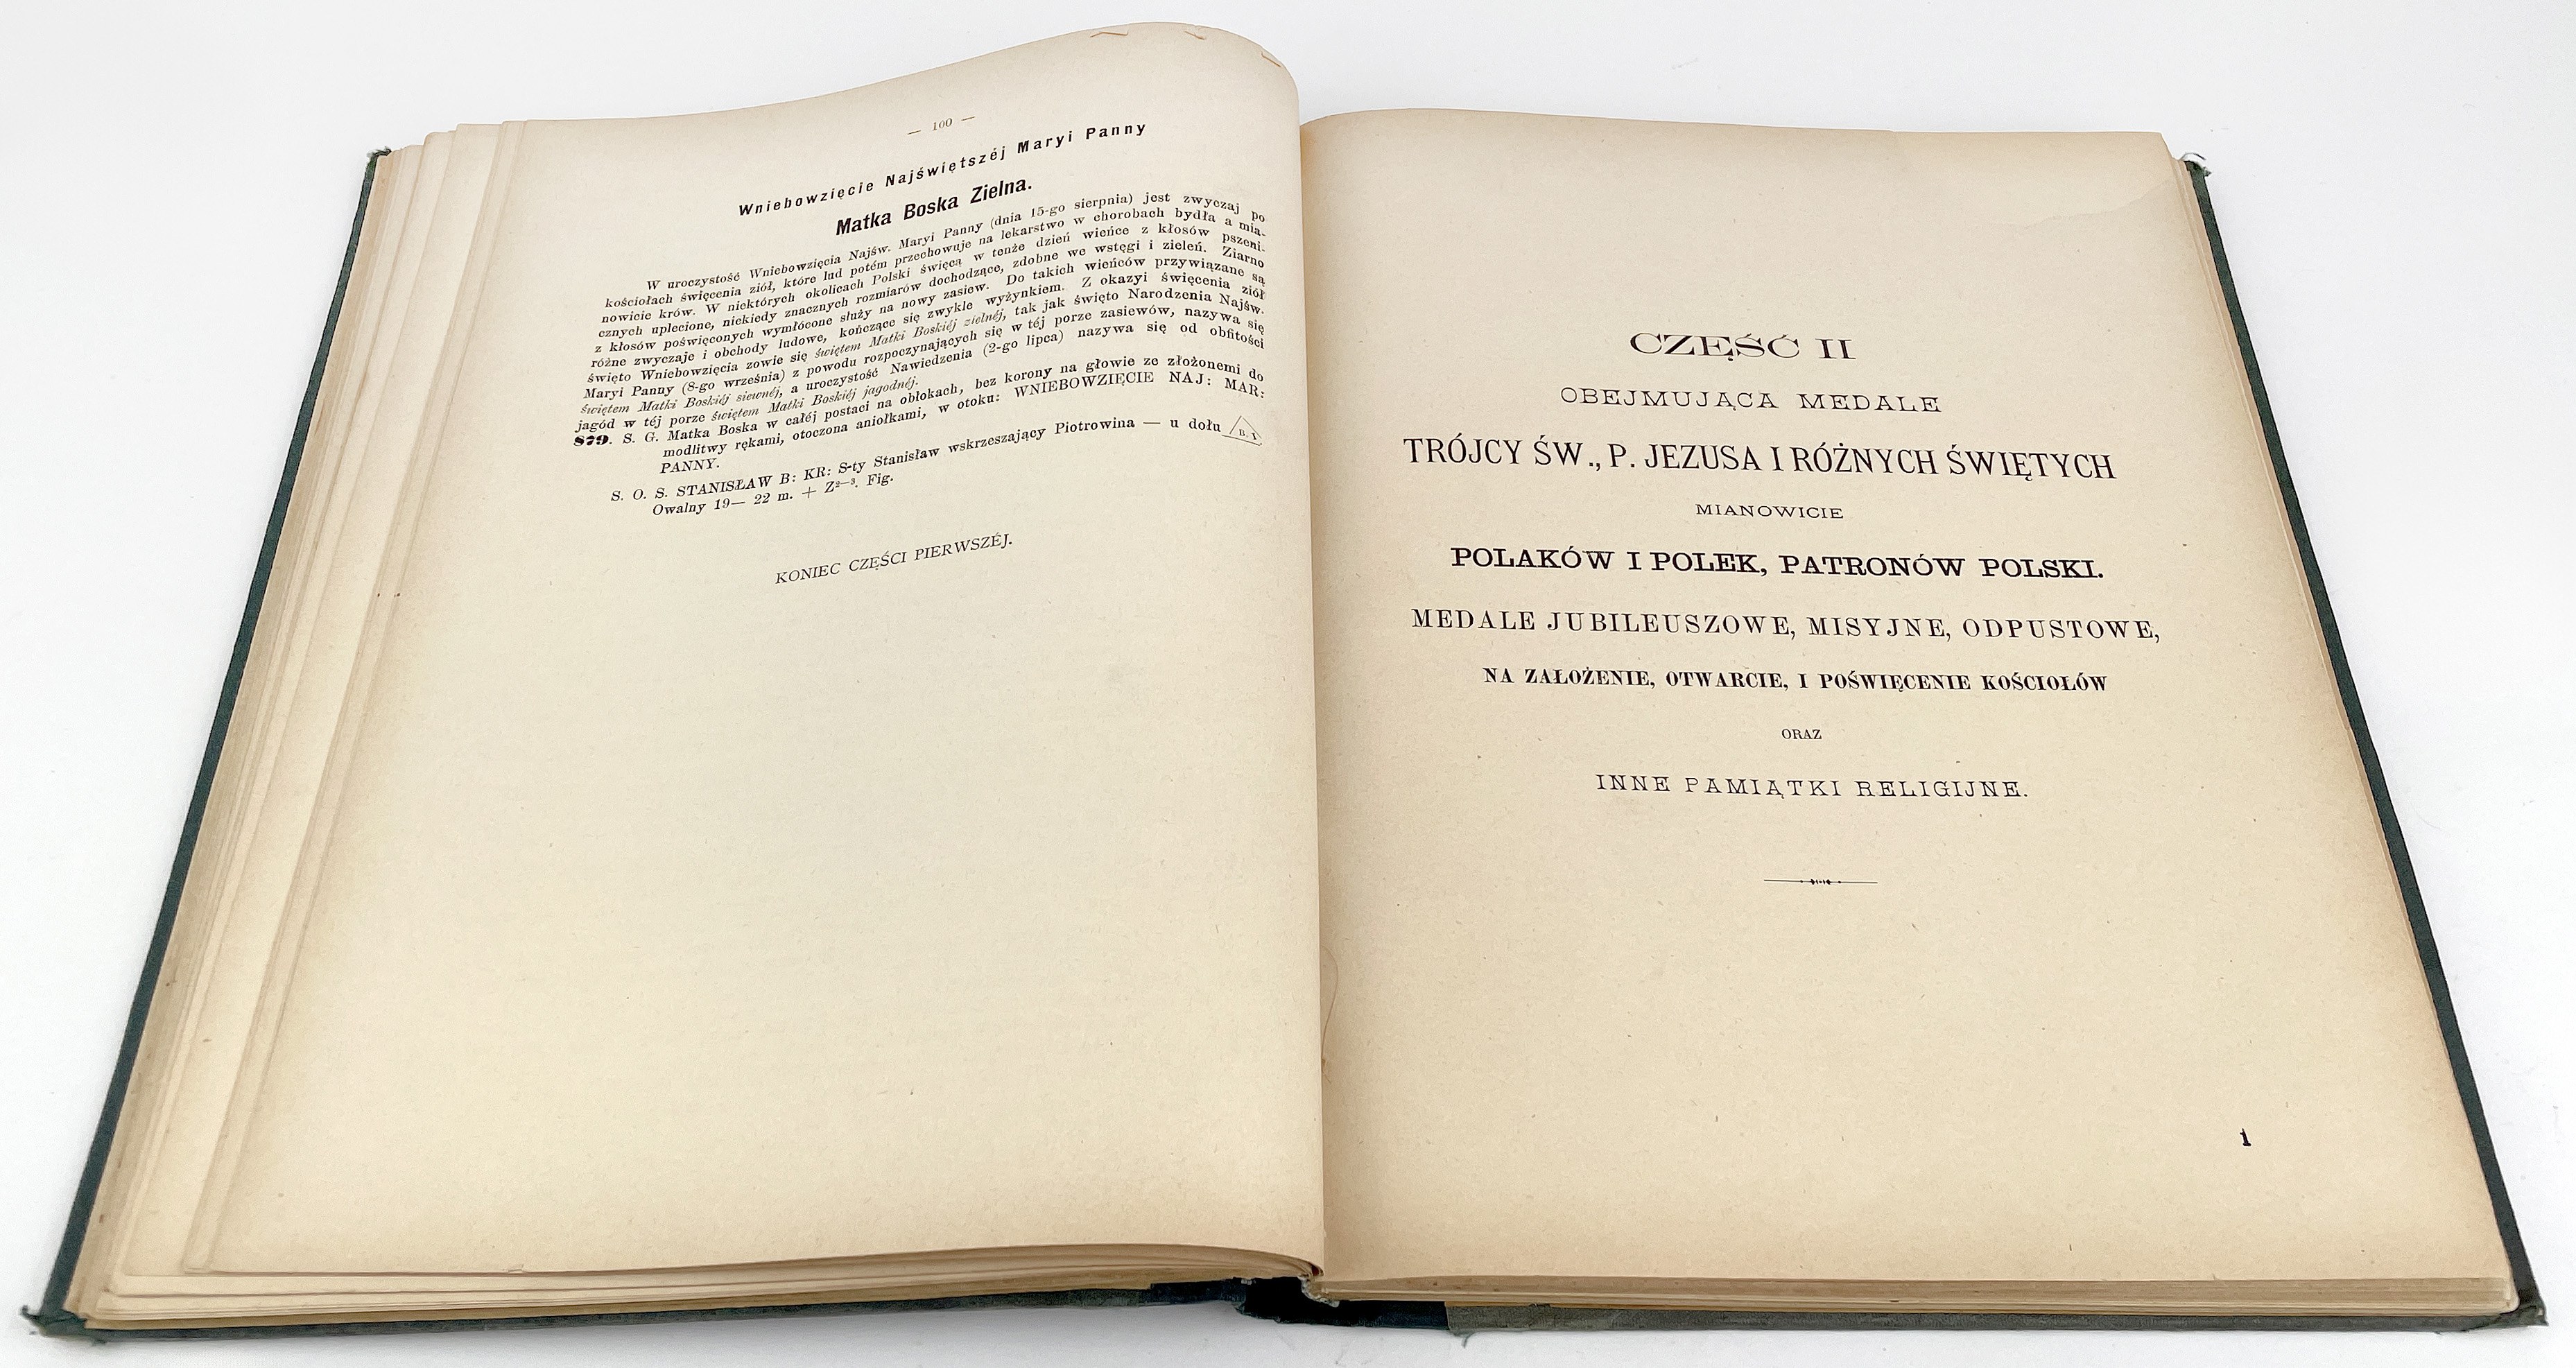 — 100 —
Wniebowzięcie Najświętszéj Maryi Panny
Matka Boska Zielna.
W uroczystość Wniebowzięcia Najśw. Maryi Panny (dnia 15-go sierpnia) jest zwyczaj po
kościołach święcenia ziół, które lud potém przechowuje na lekarstwo w chorobach bydła a mia-
nowicie krów. W niektórych okolicach Polski święcą w tenże dzień wieńce z kłosów pszeni-
cznych uplecione, niekiedy znacznych rozmiarów dochodzące, zdobne we wstęgi i zieleń. Ziarno
z kłosów poświęconych wymłócone służy na nowy zasiew. Do takich wieńców przywiązane są
różne zwyczaje i obchody ludowe, kończące się zwykle wyżynkiem. Z okazyi święcenia ziół
święto Wniebowzięcia zowie się świętem Matki Boskiéj zielnéj, tak jak święto Narodzenia Najśw.
Maryi Panny (8-go września) z powodu rozpoczynających się w téj porze zasiewów, nazywa się
świętem Matki Boskiéj siewnéj, a uroczystość Nawiedzenia (2-go lipca) nazywa się od obfitości
jagód w téj porze świętem Matki Boskiéj jagodnéj.
879. S. G. Matka Boska w całéj postaci na obłokach, bez korony na głowie ze złożonemi do
modlitwy rękami, otoczona aniołkami, w otoku: WNIEBOWZIĘCIE NAJ: MAR:
PANNY.
S. O. S. STANISŁAW B: KR: S-ty Stanisław wskrzeszający Piotrowina — u dołu B. I
Owalny 19— 22 m. + Z²—³. Fig.
KONIEC CZĘŚCI PIERWSZÉJ.
CZĘŚĆ II
OBEJMUJĄCA MEDALE
TRÓJCY ŚW., P. JEZUSA I RÓŻNYCH ŚWIĘTYCH
MIANOWICIE
POLAKÓW I POLEK, PATRONÓW POLSKI.
MEDALE JUBILEUSZOWE, MISYJNE, ODPUSTOWE,
NA ZAŁOŻENIE, OTWARCIE, I POŚWIĘCENIE KOŚCIOŁÓW
ORAZ
INNE PAMIĄTKI RELIGIJNE.
1